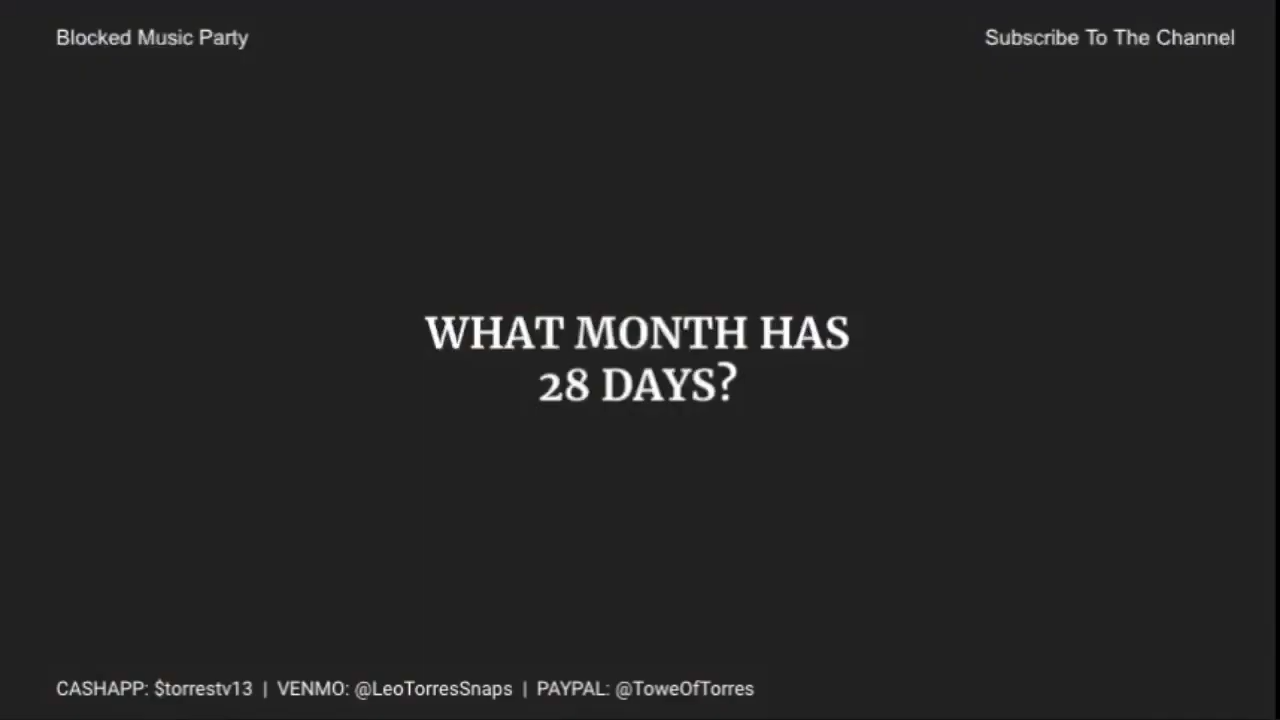 Blocked Music Party
Subscribe To The Channel
WHAT MONTH HAS
28 DAYS?
CASHAPP: $torrestv13 | VENMO: @LeoTorresSnaps | PAYPAL: @ToweOfTorres